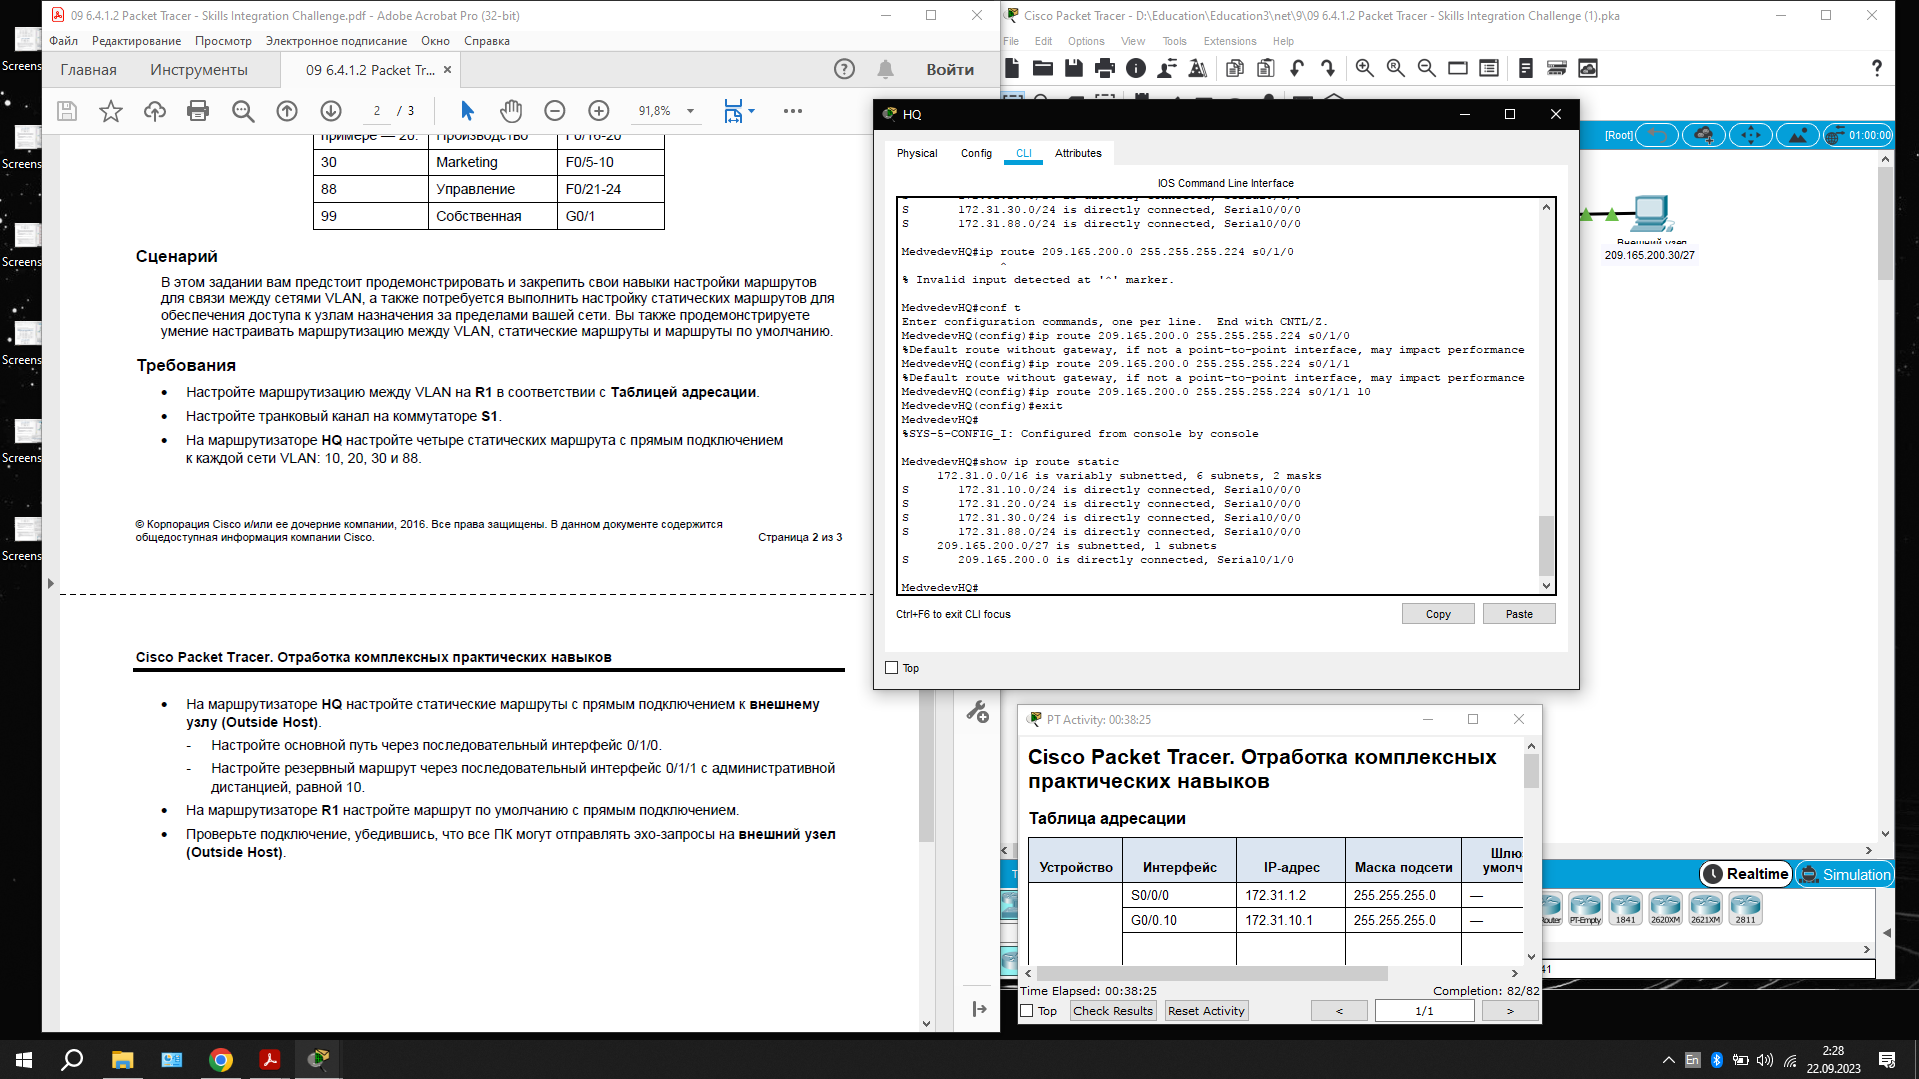 Screens
Screens
Screens
Screens
Screens
Screens
09 6.4.1.2 Packet Tracer - Skills Integration Challenge.pdf - Adobe Acrobat Pro (32-bit)
Файл Редактирование Просмотр Электронное подписание Окно Справка
Главная Инструменты 09 6.4.1.2 Packet Tr... × Войти
2 / 3 91,8%
примере — 20. Производство F0/16-20
30 Marketing F0/5-10
88 Управление F0/21-24
99 Собственная G0/1
Сценарий
В этом задании вам предстоит продемонстрировать и закрепить свои навыки настройки маршрутов
для связи между сетями VLAN, а также потребуется выполнить настройку статических маршрутов для
обеспечения доступа к узлам назначения за пределами вашей сети. Вы также продемонстрируете
умение настраивать маршрутизацию между VLAN, статические маршруты и маршруты по умолчанию.
Требования
• Настройте маршрутизацию между VLAN на R1 в соответствии с Таблицей адресации.
• Настройте транковый канал на коммутаторе S1.
• На маршрутизаторе HQ настройте четыре статических маршрута с прямым подключением
к каждой сети VLAN: 10, 20, 30 и 88.
© Корпорация Cisco и/или ее дочерние компании, 2016. Все права защищены. В данном документе содержится
общедоступная информация компании Cisco. Страница 2 из 3
Cisco Packet Tracer. Отработка комплексных практических навыков
• На маршрутизаторе HQ настройте статические маршруты с прямым подключением к внешнему
узлу (Outside Host).
- Настройте основной путь через последовательный интерфейс 0/1/0.
- Настройте резервный маршрут через последовательный интерфейс 0/1/1 с административной
дистанцией, равной 10.
• На маршрутизаторе R1 настройте маршрут по умолчанию с прямым подключением.
• Проверьте подключение, убедившись, что все ПК могут отправлять эхо-запросы на внешний узел
(Outside Host).
Cisco Packet Tracer - D:\Education\Education3\net\9\09 6.4.1.2 Packet Tracer - Skills Integration Challenge (1).pka
File Edit Options View Tools Extensions Help
[Root] 01:00:00
Внешний узел
209.165.200.30/27
HQ
Physical Config CLI Attributes
IOS Command Line Interface
S 172.31.30.0/24 is directly connected, Serial0/0/0
S 172.31.88.0/24 is directly connected, Serial0/0/0
MedvedevHQ#ip route 209.165.200.0 255.255.255.224 s0/1/0
^
% Invalid input detected at '^' marker.
MedvedevHQ#conf t
Enter configuration commands, one per line. End with CNTL/Z.
MedvedevHQ(config)#ip route 209.165.200.0 255.255.255.224 s0/1/0
%Default route without gateway, if not a point-to-point interface, may impact performance
MedvedevHQ(config)#ip route 209.165.200.0 255.255.255.224 s0/1/1
%Default route without gateway, if not a point-to-point interface, may impact performance
MedvedevHQ(config)#ip route 209.165.200.0 255.255.255.224 s0/1/1 10
MedvedevHQ(config)#exit
MedvedevHQ#
%SYS-5-CONFIG_I: Configured from console by console
MedvedevHQ#show ip route static
172.31.0.0/16 is variably subnetted, 6 subnets, 2 masks
S 172.31.10.0/24 is directly connected, Serial0/0/0
S 172.31.20.0/24 is directly connected, Serial0/0/0
S 172.31.30.0/24 is directly connected, Serial0/0/0
S 172.31.88.0/24 is directly connected, Serial0/0/0
209.165.200.0/27 is subnetted, 1 subnets
S 209.165.200.0 is directly connected, Serial0/1/0
MedvedevHQ#
Ctrl+F6 to exit CLI focus Copy Paste
Top
PT Activity: 00:38:25
Cisco Packet Tracer. Отработка комплексных
практических навыков
Таблица адресации
Устройство Интерфейс IP-адрес Маска подсети
S0/0/0 172.31.1.2 255.255.255.0 —
G0/0.10 172.31.10.1 255.255.255.0 —
Time Elapsed: 00:38:25 Completion: 82/82
Top Check Results Reset Activity < 1/1 >
Realtime Simulation
PT-Empty 1841 2620XM 2621XM 2811
En 2:28
22.09.2023